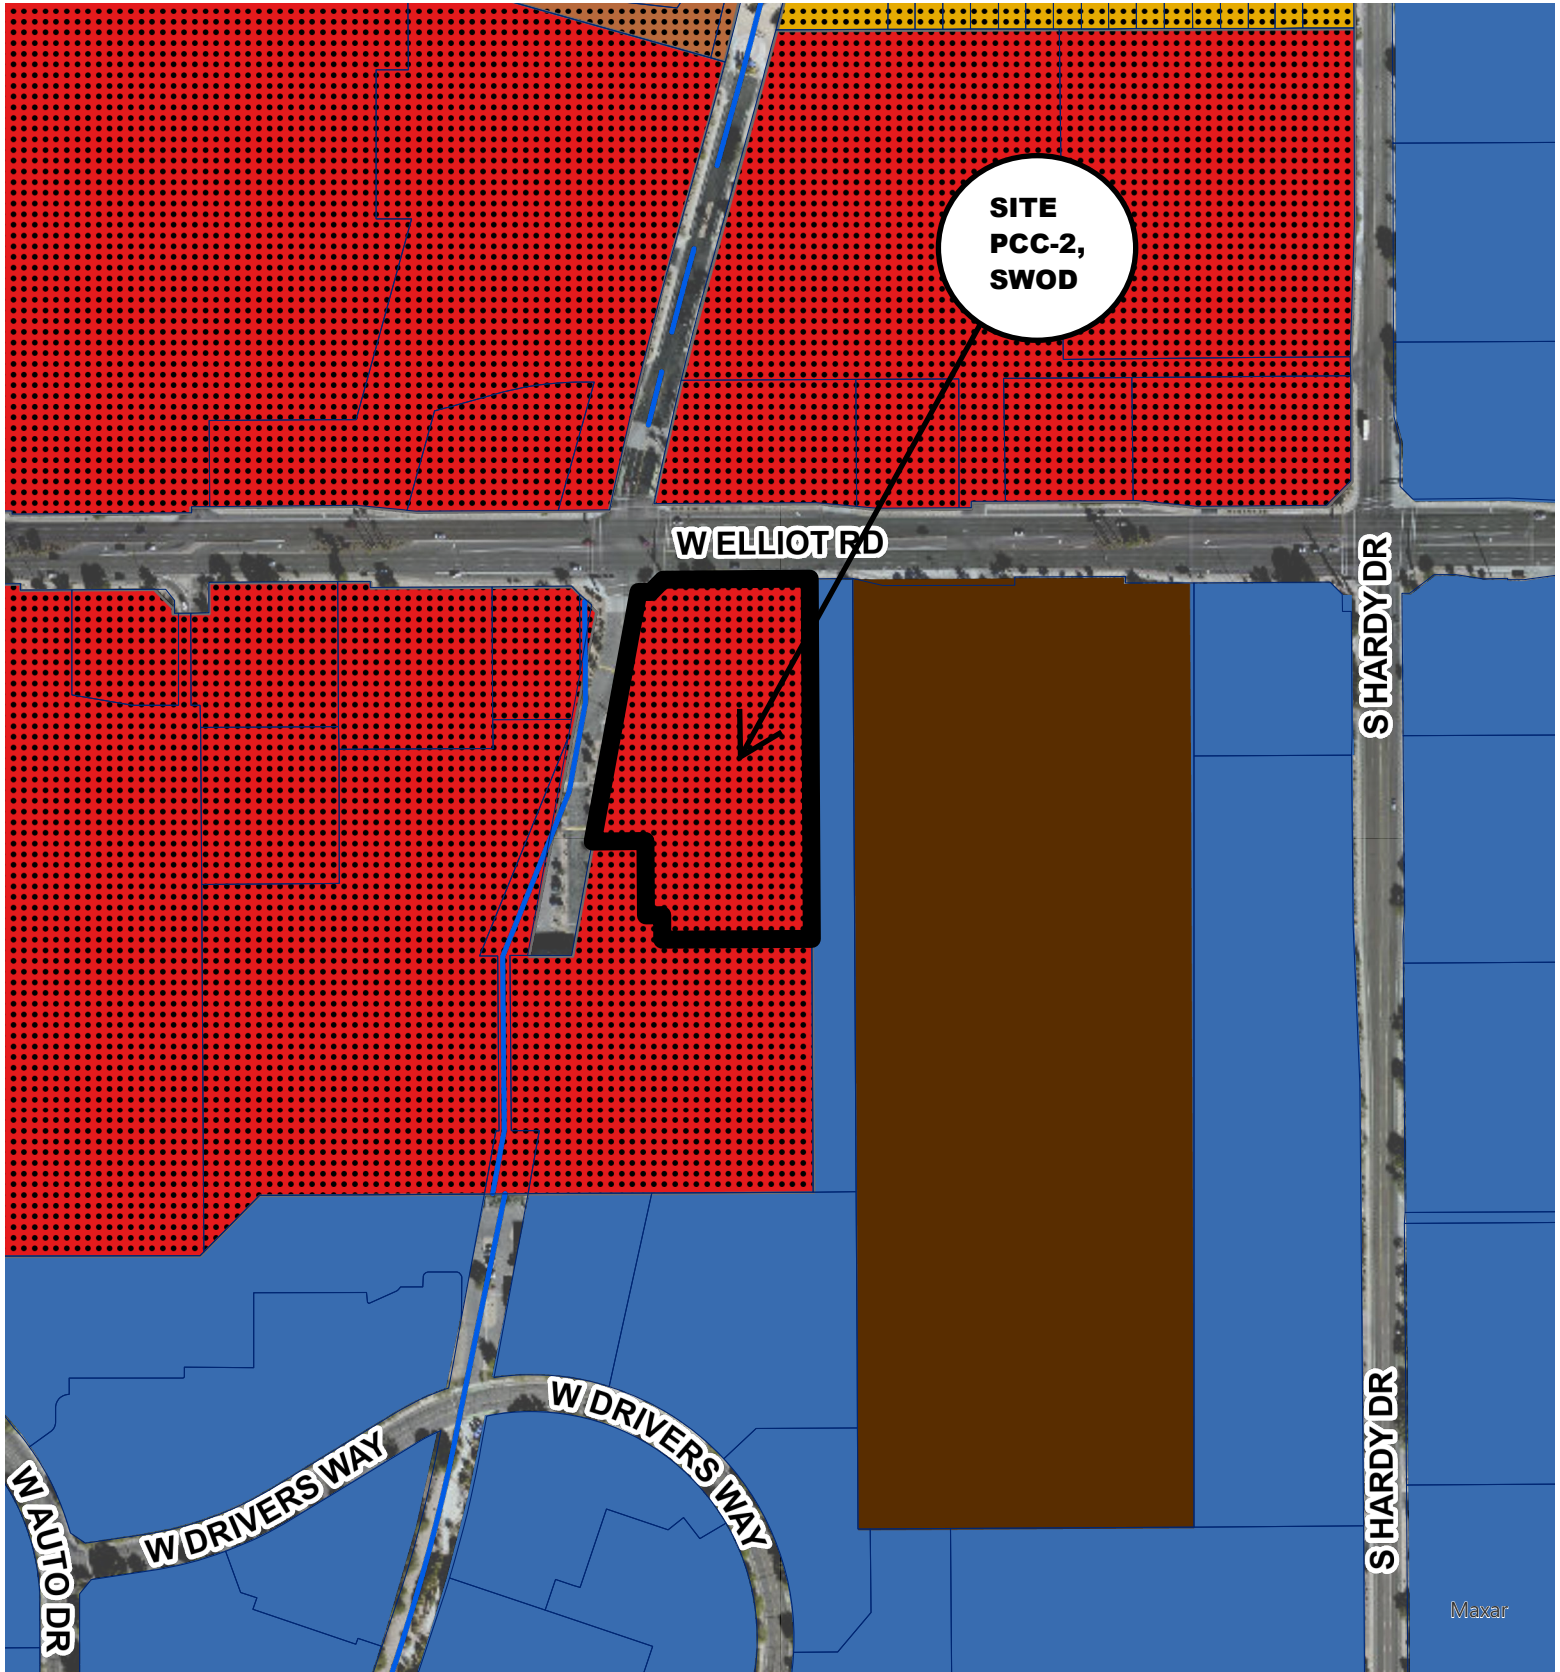 SITE
PCC-2,
SWOD
W ELLIOT RD
S HARDY DR
W DRIVERS WAY
W DRIVERS WAY
S HARDY DR
W AUTO DR
Maxar